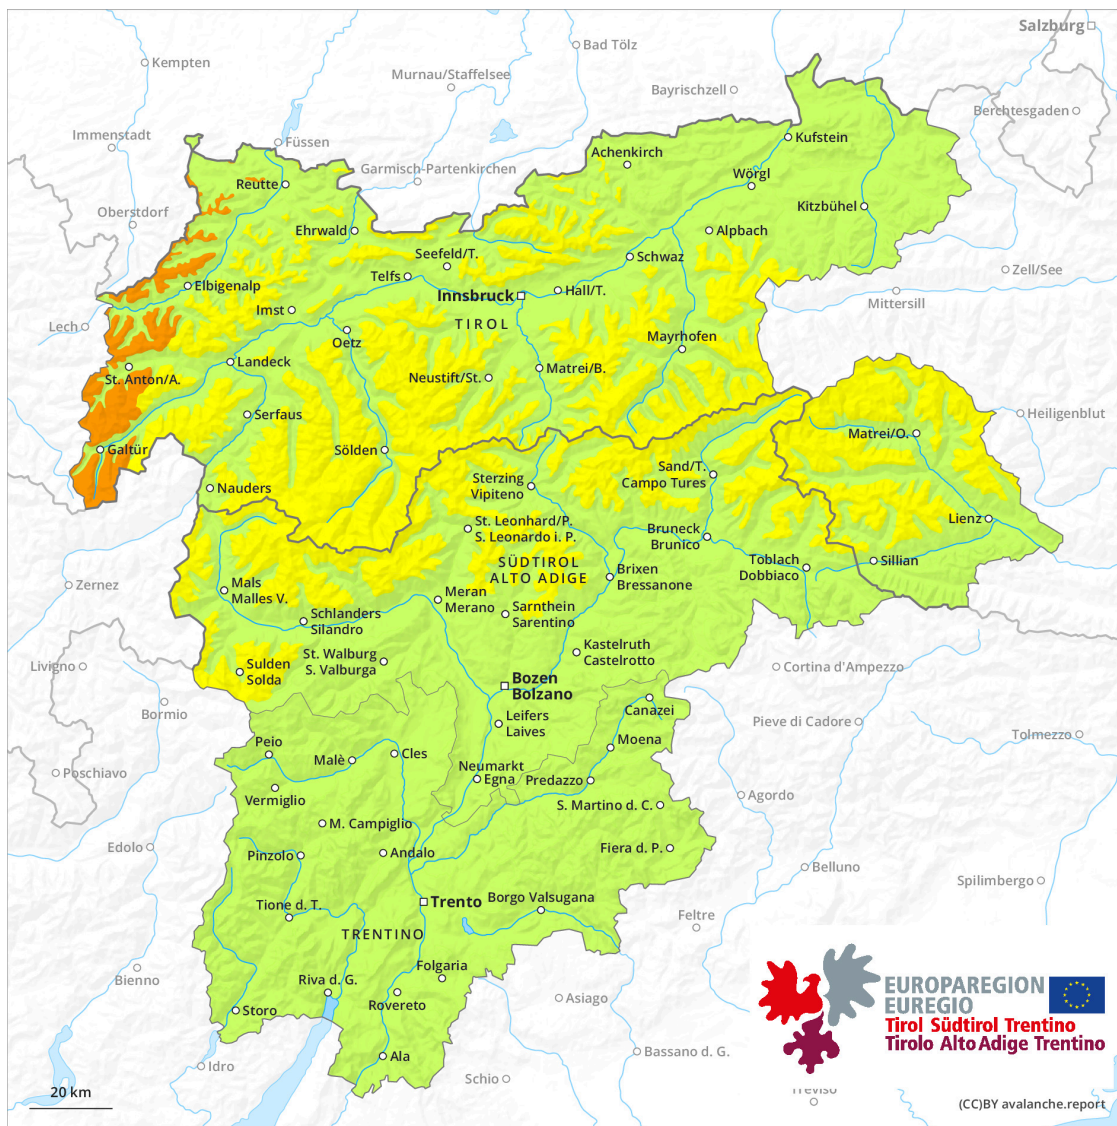 Salzburg
Bad Tölz
Kempten
Murnau/Staffelsee
Bayrischzell
Berchtesgaden
Immenstadt
Füssen
Kufstein
Achenkirch
Garmisch-Partenkirchen
Wörgl
Reutte
Oberstdorf
Kitzbühel
Ehrwald
Alpbach
Seefeld/T.
Schwaz
Zell/See
Telfs
Elbigenalp
Hall/T.
Innsbruck
Mittersill
Imst
TIROL
Lech
Oetz
Mayrhofen
Landeck
St. Anton/A.
Matrei/B.
Neustift/St.
Serfaus
Heiligenblut
Matrei/O.
Galtür
Sölden
Sand/T.
Campo Tures
Sterzing
Vipiteno
Nauders
Lienz
St. Leonhard/P.
S. Leonardo i. P.
Bruneck
Brunico
SÜDTIROL
ALTO ADIGE
Toblach
Dobbiaco
Sillian
Brixen
Bressanone
Zernez
Mals
Malles V.
Meran
Merano
Sarnthein
Sarentino
Schlanders
Silandro
Kastelruth
Castelrotto
St. Walburg
S. Valburga
Livigno
Sulden
Solda
Cortina d'Ampezzo
Bozen
Bolzano
Canazei
Bormio
Leifers
Laives
Pieve di Cadore
Tolmezzo
Peio
Moena
Cles
Malè
Poschiavo
Neumarkt
Egna
Predazzo
Vermiglio
Agordo
S. Martino d. C.
M. Campiglio
Edolo
Pinzolo
Andalo
Fiera d. P.
Belluno
Spilimbergo
Tione d. T.
Trento
Borgo Valsugana
Feltre
TRENTINO
Folgaria
Bienno
Riva d. G.
Rovereto
Asiago
Storo
EUROPAREGION
EUREGIO
Tirol Südtirol Trentino
Tirolo Alto Adige Trentino
Ala
Idro
Bassano d. G.
Schio
Treviso
20 km
(CC)BY avalanche.report